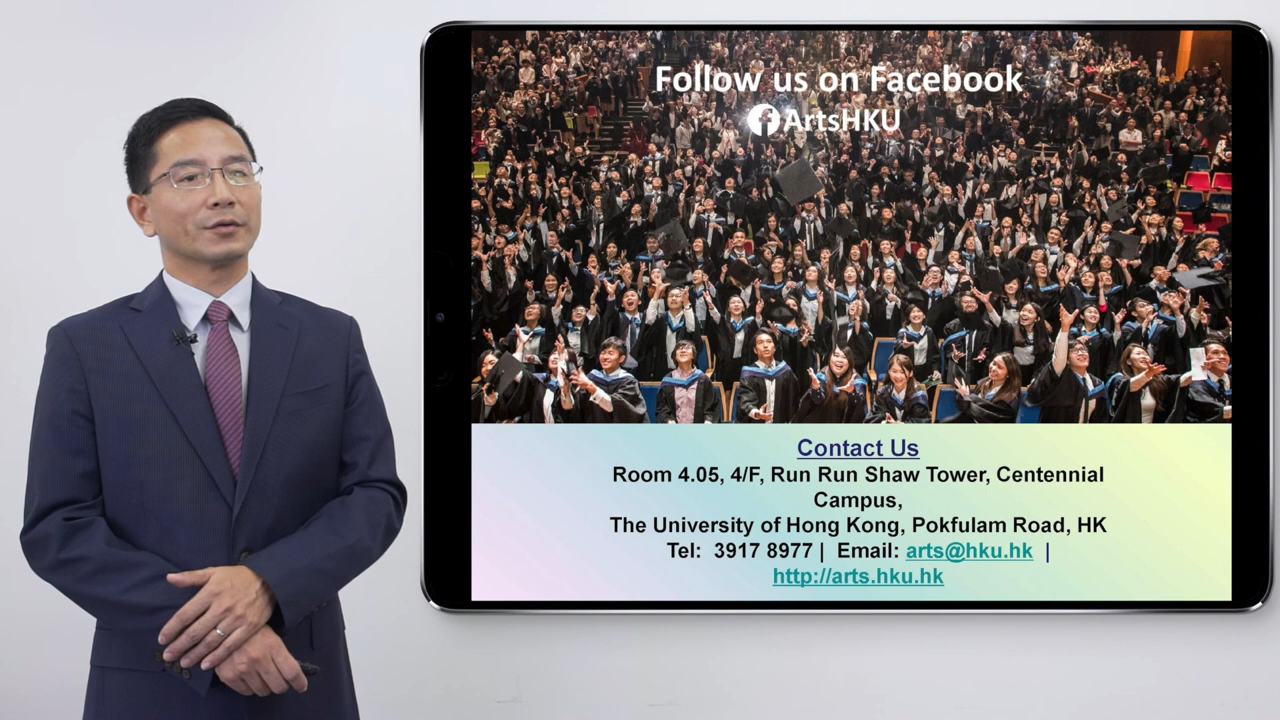 Follow us on Facebook
ArtsHKU
Contact Us
Room 4.05, 4/F, Run Run Shaw Tower, Centennial
Campus,
The University of Hong Kong, Pokfulam Road, HK
Tel:  3917 8977 |  Email: arts@hku.hk  |
http://arts.hku.hk